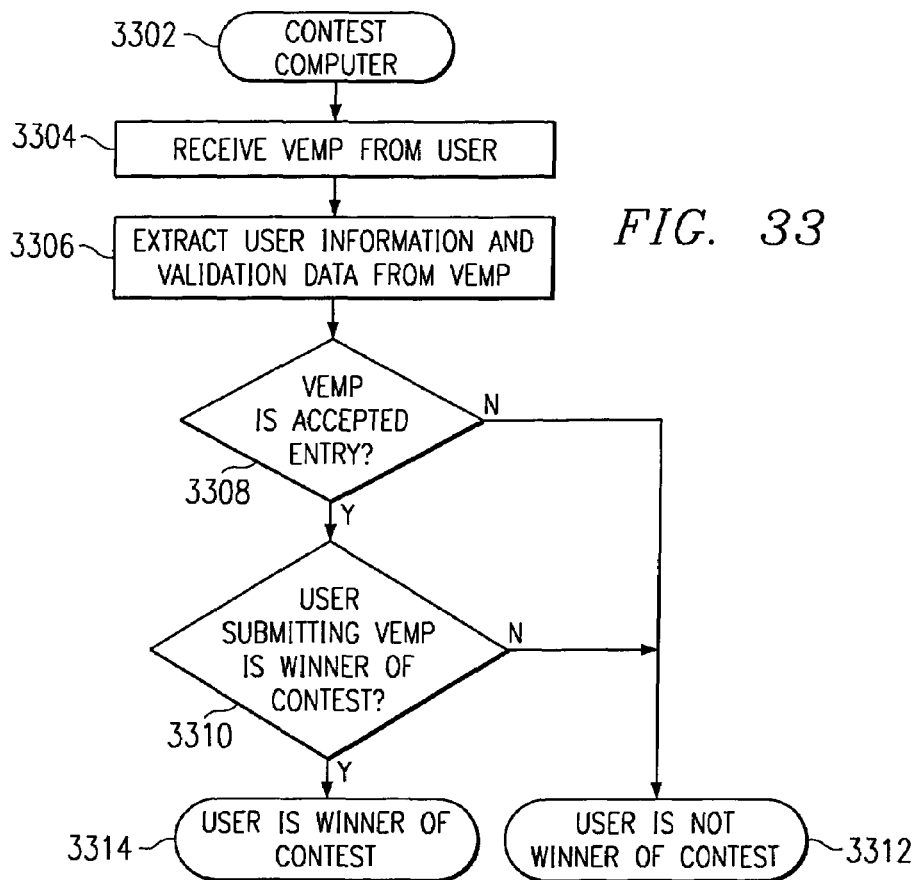 3302
CONTEST
COMPUTER
3304
RECEIVE VEMP FROM USER
3306
EXTRACT USER INFORMATION AND
VALIDATION DATA FROM VEMP
FIG. 33
VEMP
IS ACCEPTED
ENTRY?
N
3308
Y
USER
SUBMITTING VEMP
IS WINNER OF
CONTEST?
N
3310
Y
3314
USER IS WINNER OF
CONTEST
USER IS NOT
WINNER OF CONTEST
3312